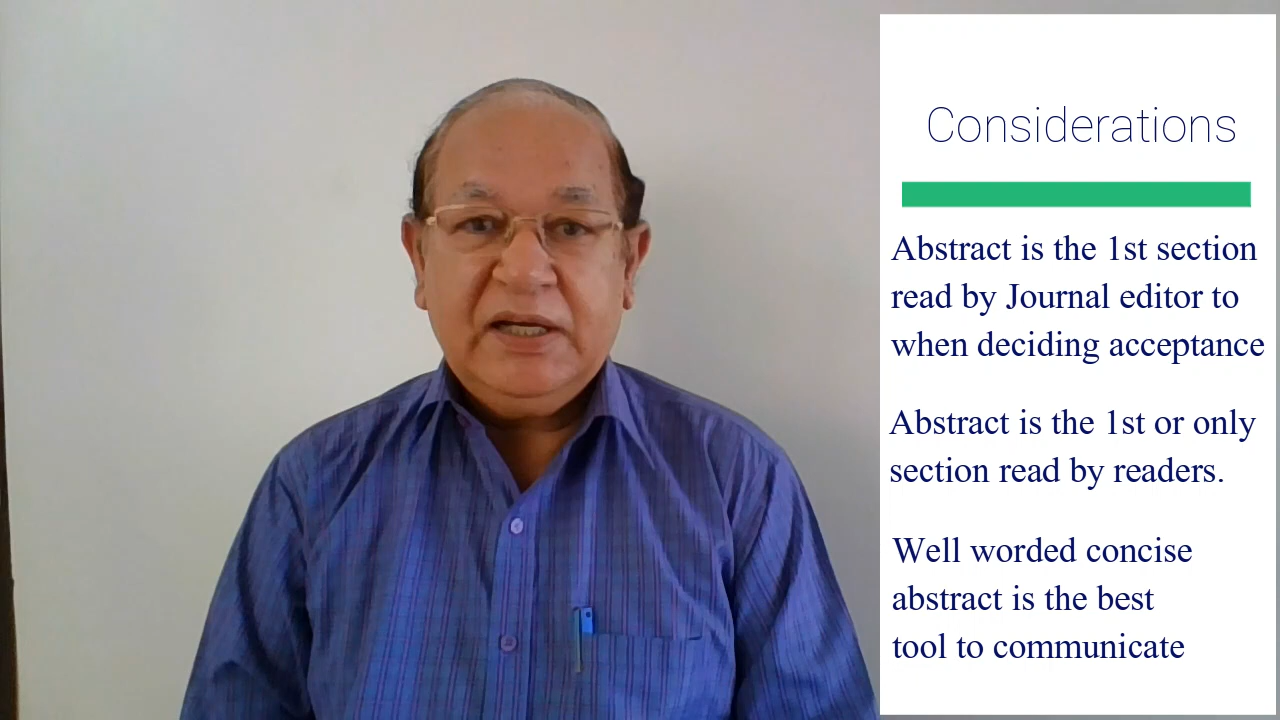 Considerations
Abstract is the 1st section
read by Journal editor to
when deciding acceptance
Abstract is the 1st or only
section read by readers.
Well worded concise
abstract is the best
tool to communicate